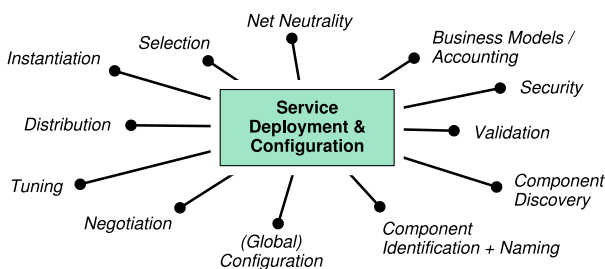 Net Neutrality
Selection
Business Models /
Accounting
Instantiation
Security
Service
Deployment &
Configuration
Distribution
Validation
Tuning
Component
Discovery
Negotiation
(Global)
Configuration
Component
Identification + Naming